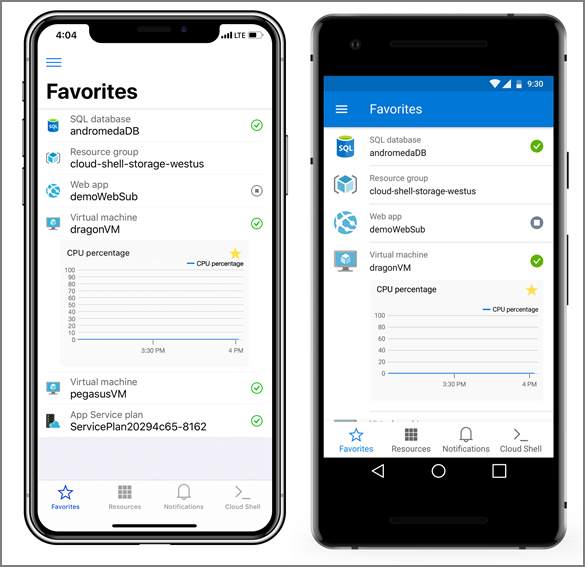 4:04
LTE
Favorites
SQL
SQL database
andromedaDB
Resource group
cloud-shell-storage-westus
Web app
demoWebSub
Virtual machine
dragonVM
CPU percentage
CPU percentage
100
90
80
70
60
50
40
30
20
10
0
3:30 PM
4 PM
Virtual machine
pegasusVM
App Service plan
ServicePlan20294c65-8162
Favorites
Resources
Notifications
Cloud Shell
9:30
Favorites
SQL
SQL database
andromedaDB
Resource group
cloud-shell-storage-westus
Web app
demoWebSub
Virtual machine
dragonVM
CPU percentage
CPU percentage
100
80
60
40
20
0
3:30 PM
4 PM
Virtual machine
Favorites
Resources
Notifications
Cloud Shell